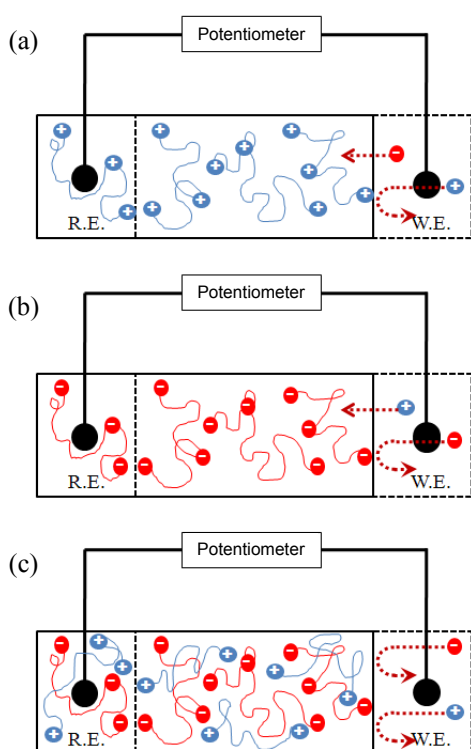 (a)
Potentiometer
R.E.
W.E.
(b)
Potentiometer
R.E.
W.E.
(c)
Potentiometer
R.E.
W.E.